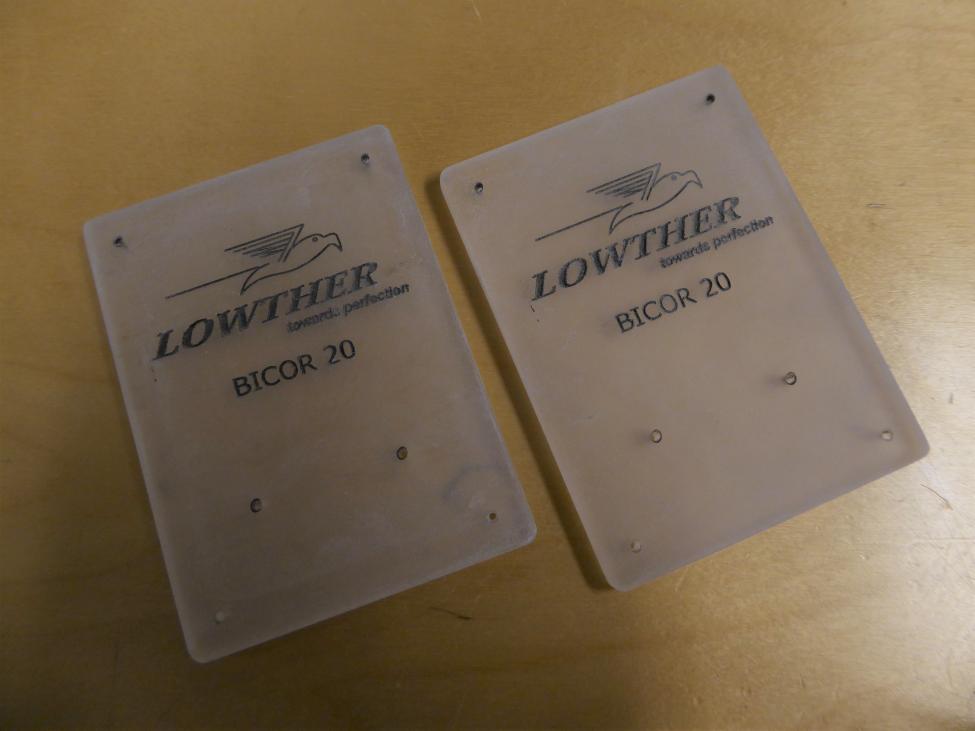 LOWTHER
towards perfection
BICOR 20
LOWTHER
towards perfection
BICOR 20